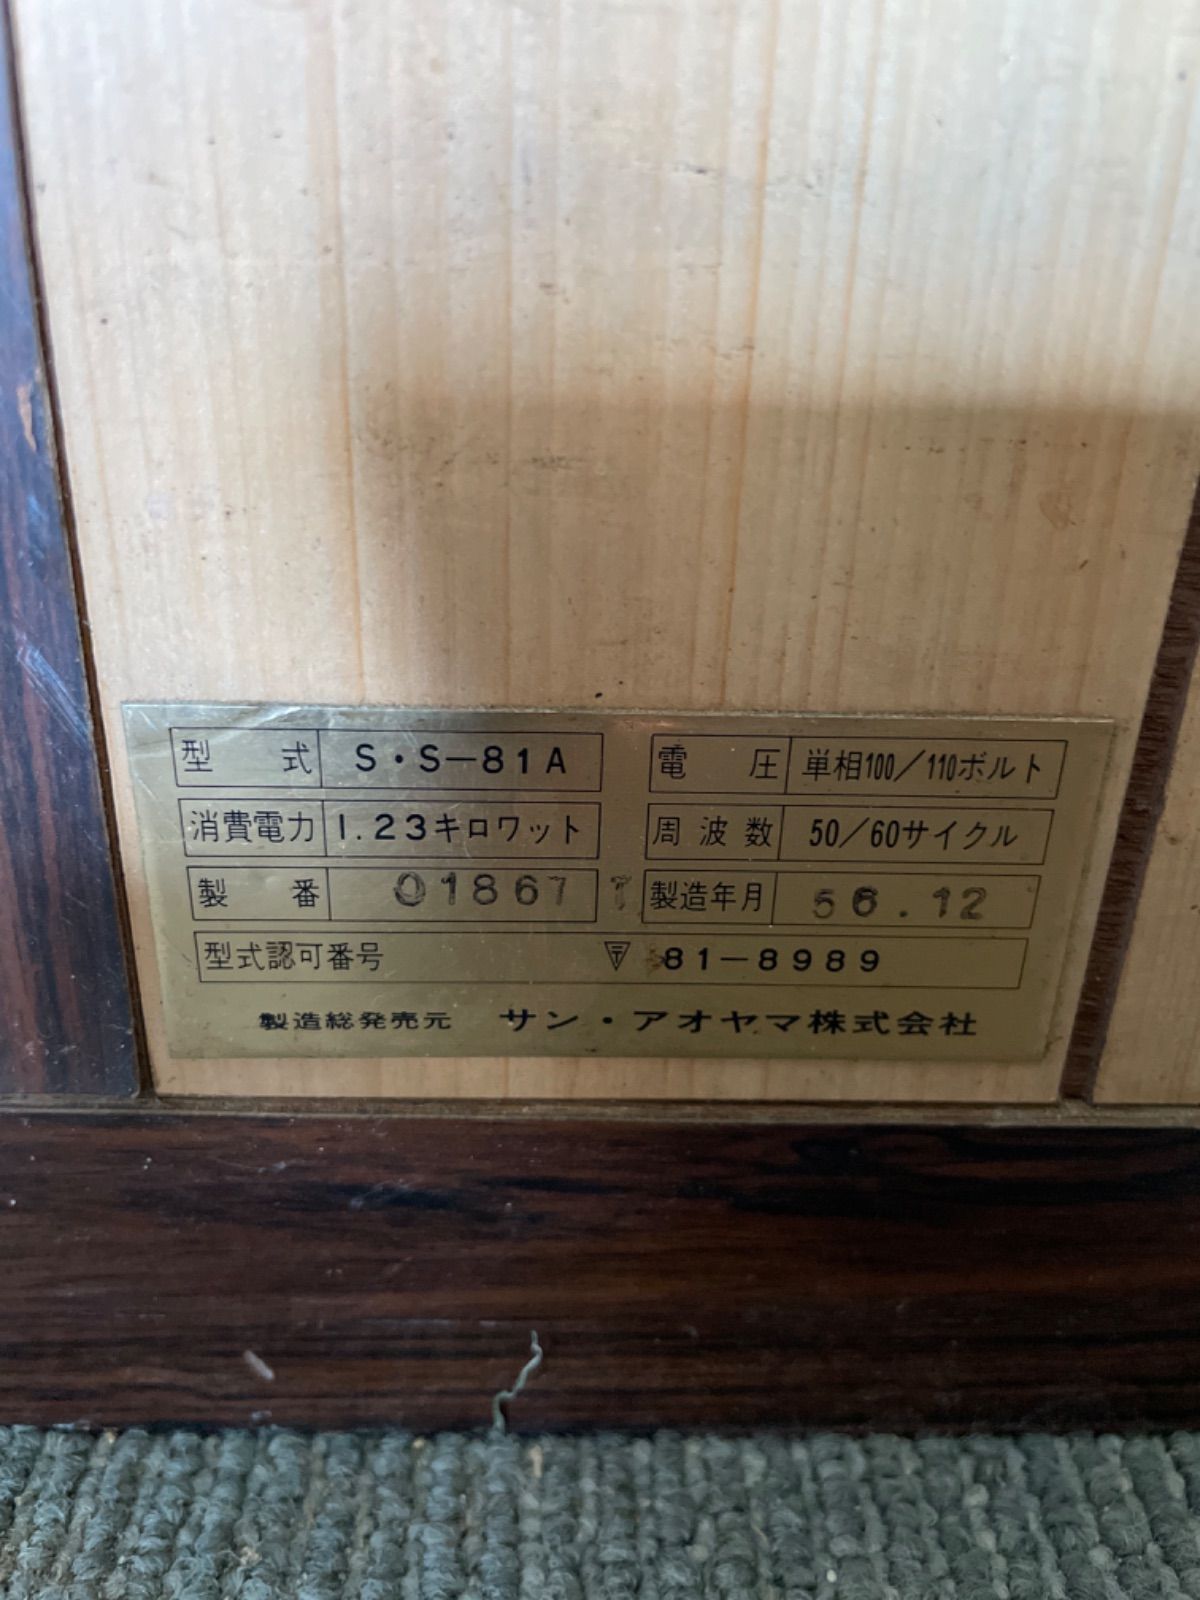 型式 S・S-81A 電圧 単相100/110ボルト
消費電力 1.23キロワット 周波数 50/60サイクル
製番 018677 製造年月 56.12
型式認可番号 〒 81-8989
製造総発売元 サン・アオヤマ株式会社